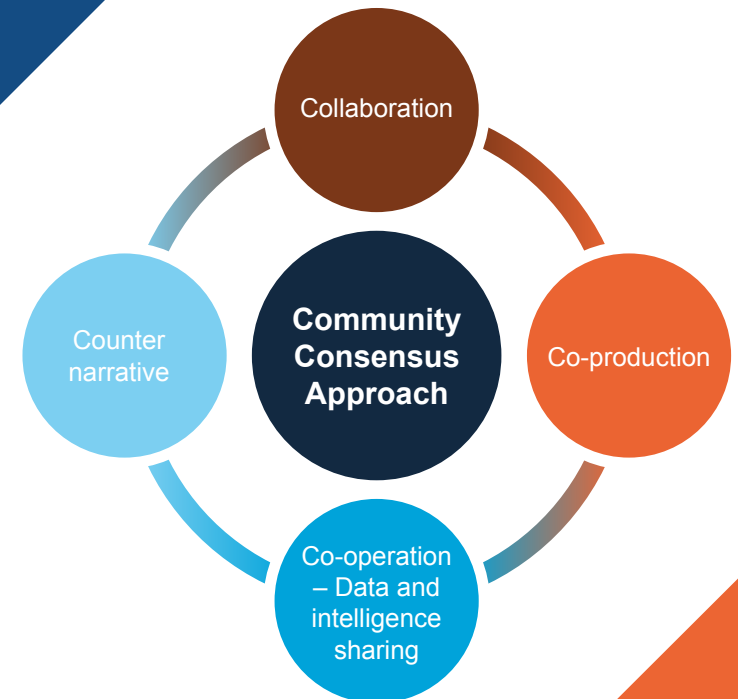 Collaboration
Counter
narrative
Community
Consensus
Approach
Co-production
Co-operation
– Data and
intelligence
sharing